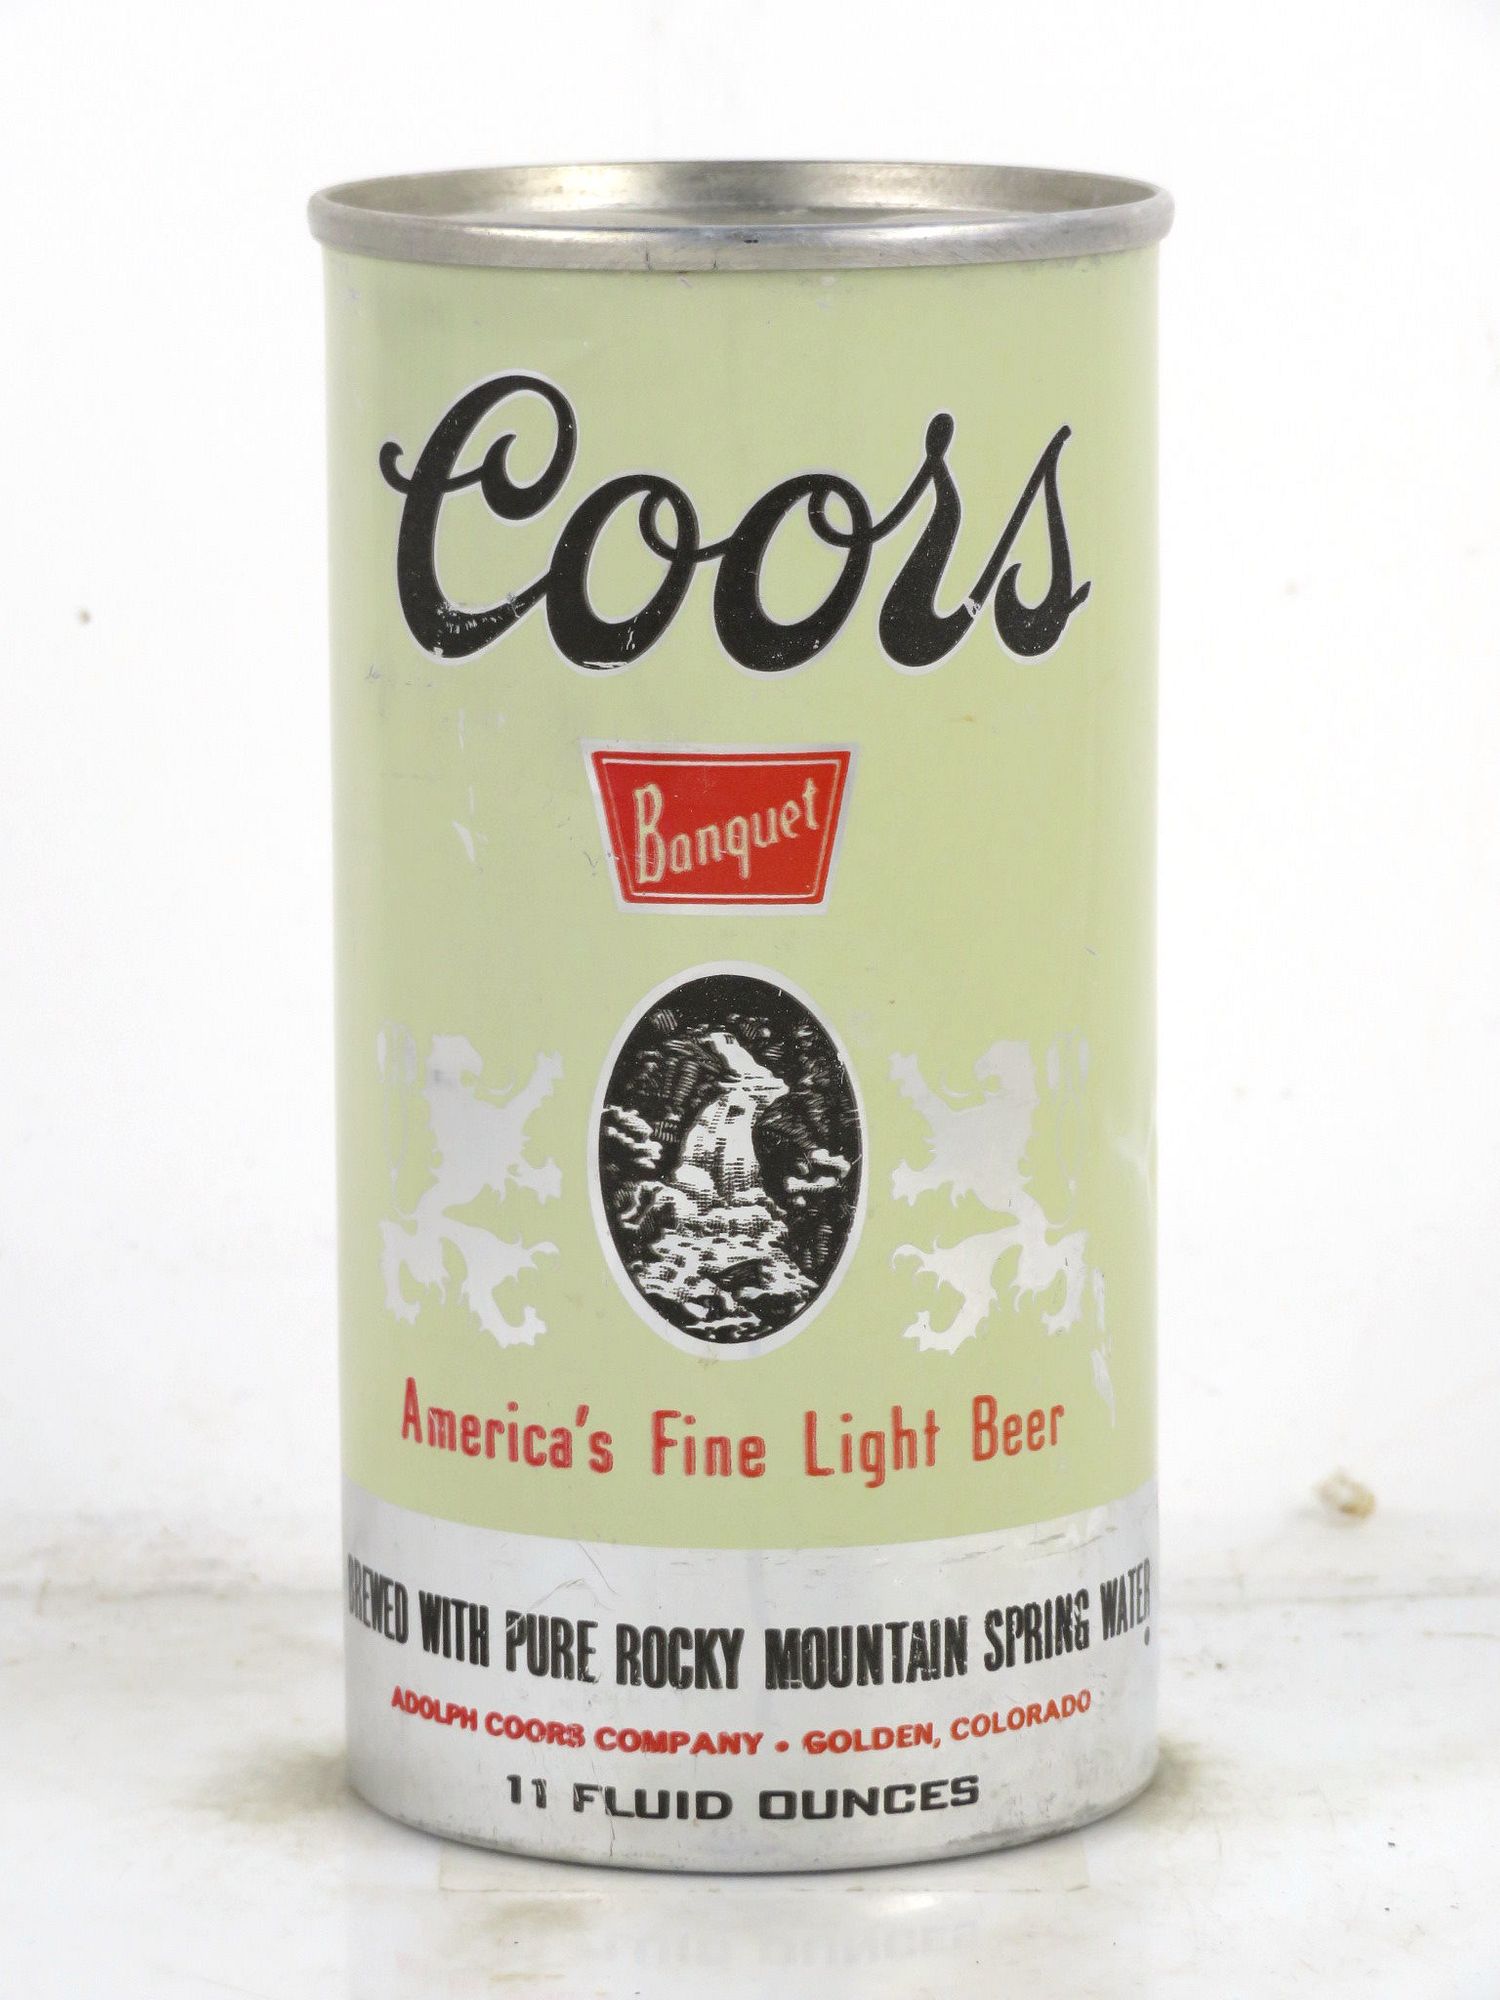 Coors
Banquet
America's Fine Light Beer
BREWED WITH PURE ROCKY MOUNTAIN SPRING WATER.
ADOLPH COORS COMPANY • GOLDEN, COLORADO
11 FLUID OUNCES